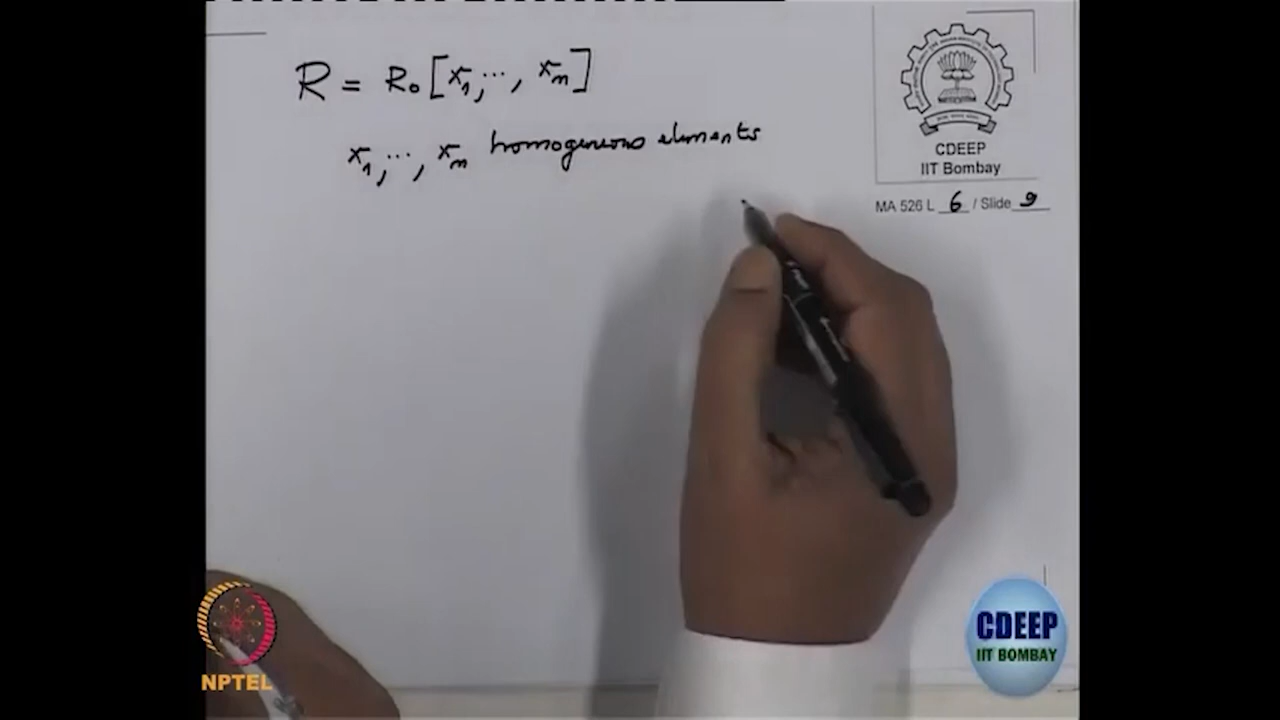 R = R₀[x₁,⋯, xₙ]
x₁,⋯, xₙ homogeneous elements
CDEEP
IIT Bombay
MA 526 L 6 / Slide 9
CDEEP
IIT BOMBAY
NPTEL